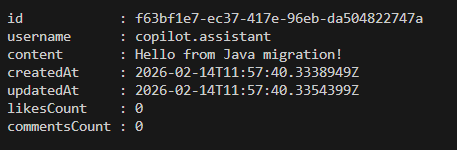 id            : f63bf1e7-ec37-417e-96eb-da504822747a
username      : copilot.assistant
content       : Hello from Java migration!
createdAt     : 2026-02-14T11:57:40.3338949Z
updatedAt     : 2026-02-14T11:57:40.3354399Z
likesCount    : 0
commentsCount : 0